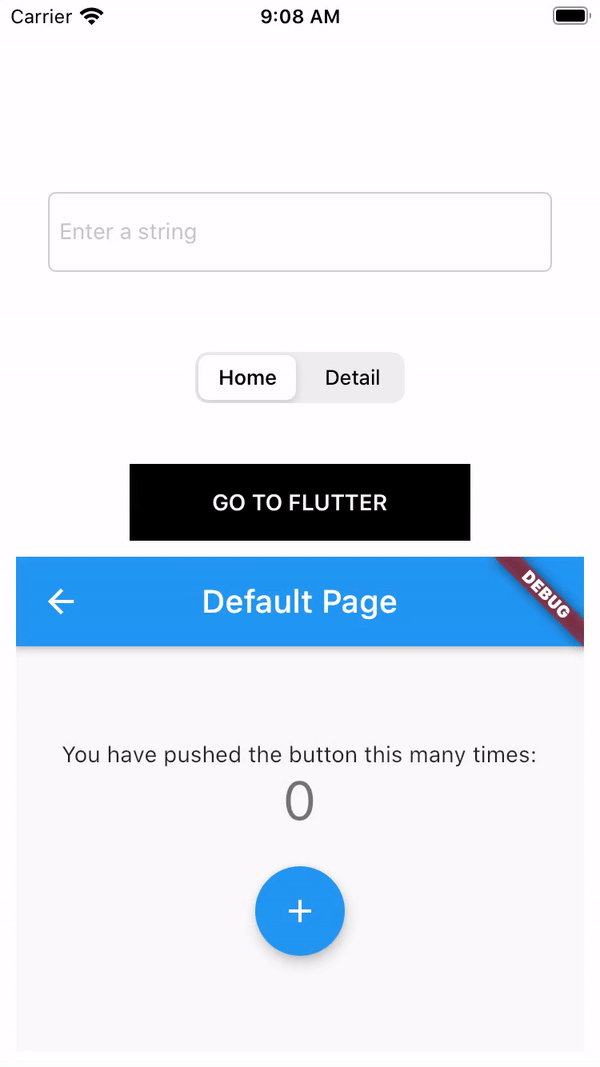 Carrier 9:08 AM
Enter a string
Home Detail
GO TO FLUTTER
Default Page DEBUG
You have pushed the button this many times:
0
+